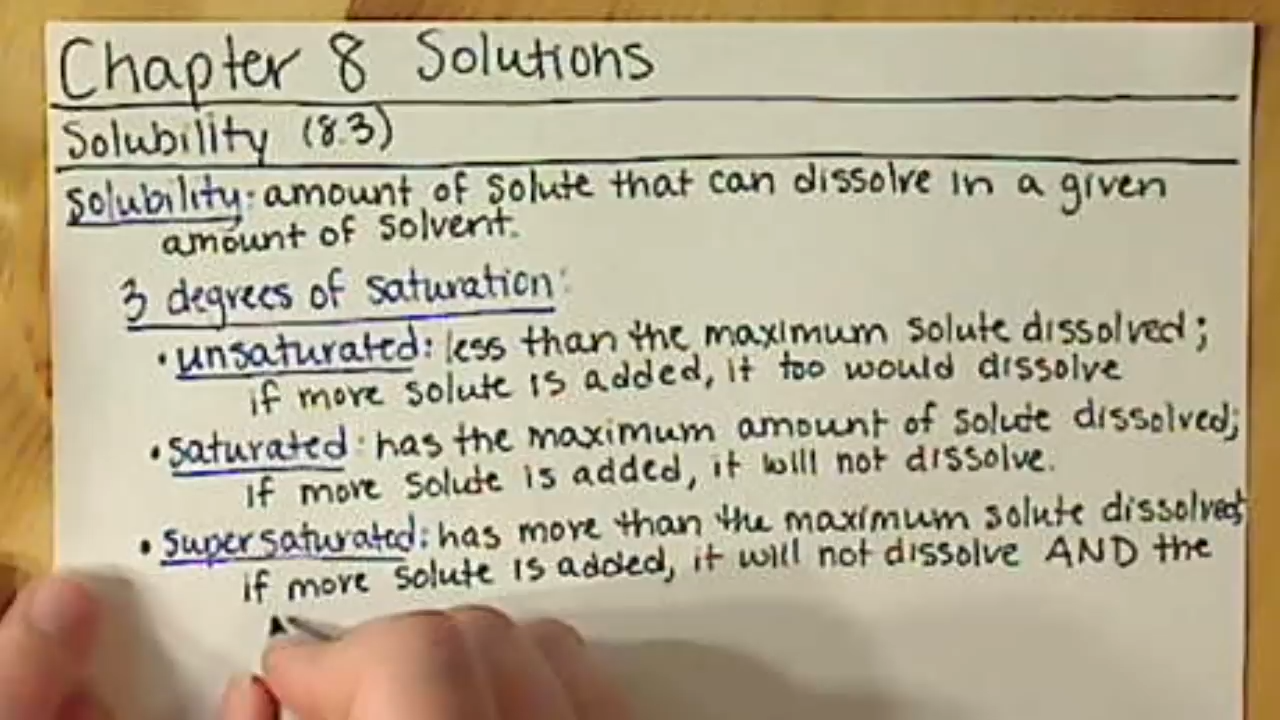 Chapter 8 Solutions
Solubility (8.3)
Solubility: amount of solute that can dissolve in a given
amount of solvent.
3 degrees of saturation:
• unsaturated: less than the maximum solute dissolved;
if more solute is added, it too would dissolve
• saturated: has the maximum amount of solute dissolved;
if more solute is added, it will not dissolve.
• supersaturated: has more than the maximum solute dissolved;
if more solute is added, it will not dissolve AND the